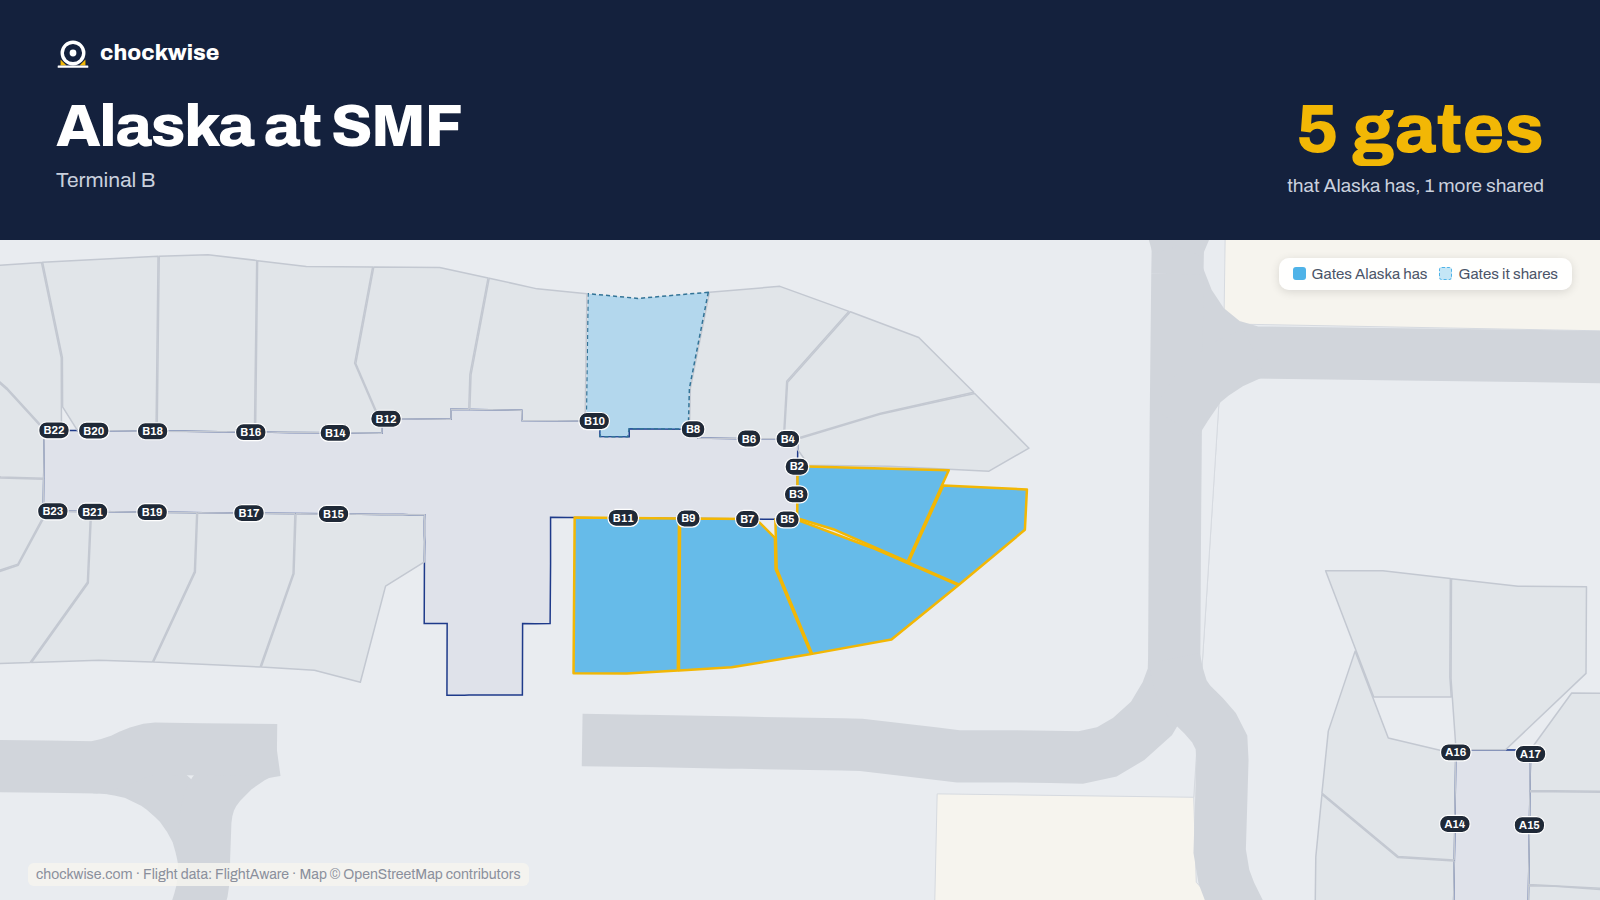 chockwise
Alaska at SMF
Terminal B
5 gates
that Alaska has, 1 more shared
Gates Alaska has
Gates it shares
B22
B20
B18
B16
B14
B12
B10
B8
B6
B4
B2
B3
B23
B21
B19
B17
B15
B11
B9
B7
B5
A16
A17
A14
A15
chockwise.com · Flight data: FlightAware · Map © OpenStreetMap contributors